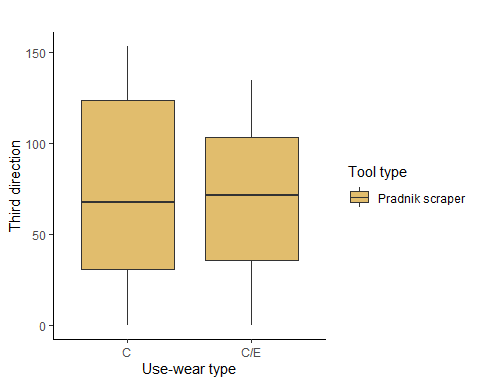 Third direction
150
100
50
0
C
C/E
Use-wear type
Tool type
Pradnik scraper